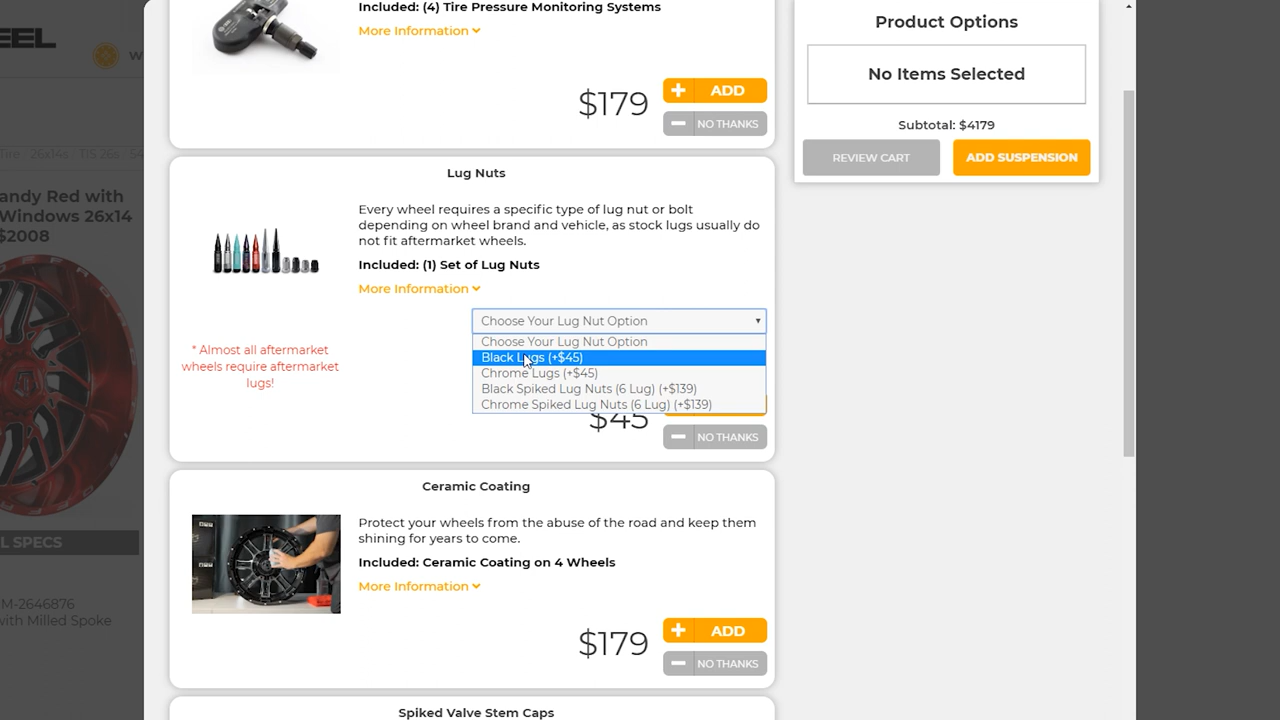 EEL
W
Tire : 26x14s
andy Red with
Windows 26x14
$2008
L SPECS
M-2646876
with Milled Spoke
Included: (4) Tire Pressure Monitoring Systems
More Information
$179
+ ADD
− NO THANKS
Lug Nuts
Every wheel requires a specific type of lug nut or bolt
depending on wheel brand and vehicle, as stock lugs usually do
not fit aftermarket wheels.
Included: (1) Set of Lug Nuts
More Information
* Almost all aftermarket
wheels require aftermarket
lugs!
Choose Your Lug Nut Option
Choose Your Lug Nut Option
Black Lugs (+$45)
Chrome Lugs (+$45)
Black Spiked Lug Nuts (6 Lug) (+$139)
Chrome Spiked Lug Nuts (6 Lug) (+$139)
$45
− NO THANKS
Ceramic Coating
Protect your wheels from the abuse of the road and keep them
shining for years to come.
Included: Ceramic Coating on 4 Wheels
More Information
$179
+ ADD
− NO THANKS
Spiked Valve Stem Caps
Product Options
No Items Selected
Subtotal: $4179
REVIEW CART
ADD SUSPENSION